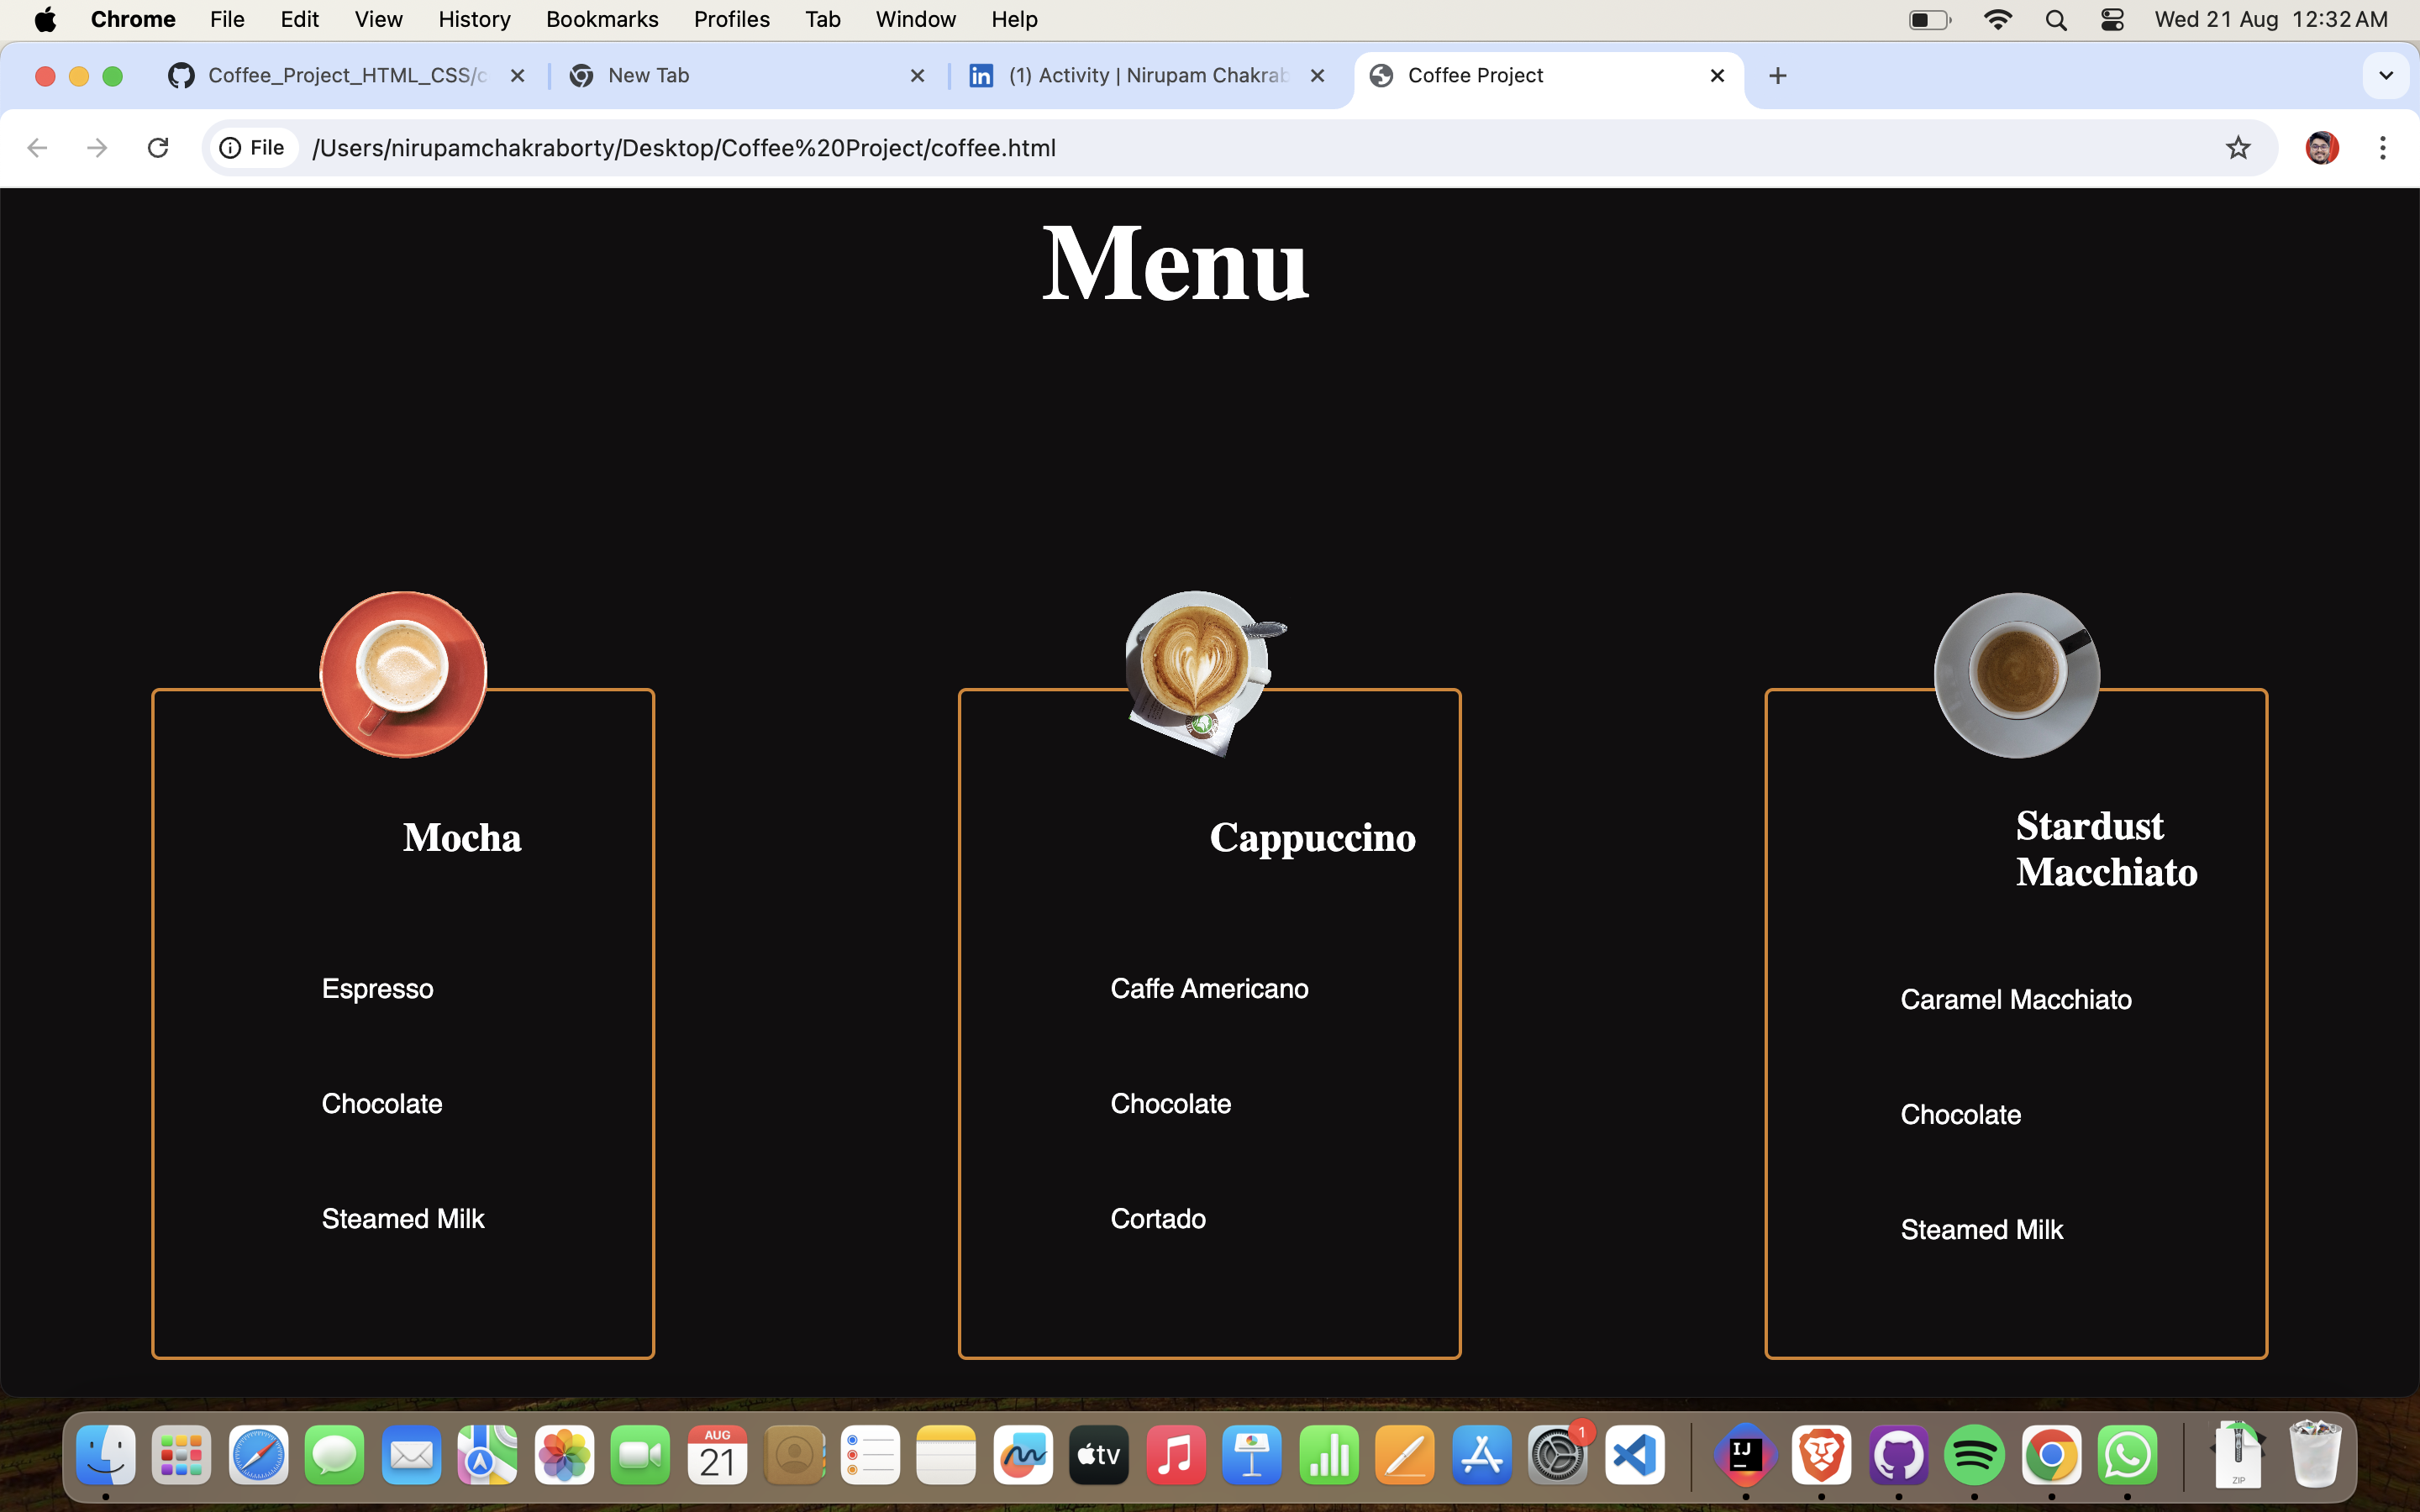 Chrome File Edit View History Bookmarks Profiles Tab Window Help Wed 21 Aug 12:32 AM
Coffee_Project_HTML_CSS/c New Tab (1) Activity | Nirupam Chakrab Coffee Project
File /Users/nirupamchakraborty/Desktop/Coffee%20Project/coffee.html
Menu
Mocha
Espresso
Chocolate
Steamed Milk
Cappuccino
Caffe Americano
Chocolate
Cortado
Stardust
Macchiato
Caramel Macchiato
Chocolate
Steamed Milk
AUG
21
tv
1
IJ
ZIP